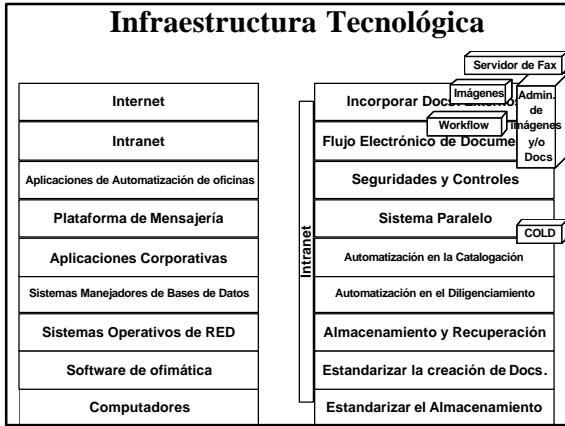 Infraestructura Tecnológica
Servidor de Fax
Imágenes
Admin.
de
imágenes
y/o
Docs
Workflow
COLD
Internet
Intranet
Aplicaciones de Automatización de oficinas
Plataforma de Mensajería
Aplicaciones Corporativas
Sistemas Manejadores de Bases de Datos
Sistemas Operativos de RED
Software de ofimática
Computadores
Intranet
Incorporar Docs.
Flujo Electrónico de
Seguridades y Controles
Sistema Paralelo
Automatización en la Catalogación
Automatización en el Diligenciamiento
Almacenamiento y Recuperación
Estandarizar la creación de Docs.
Estandarizar el Almacenamiento